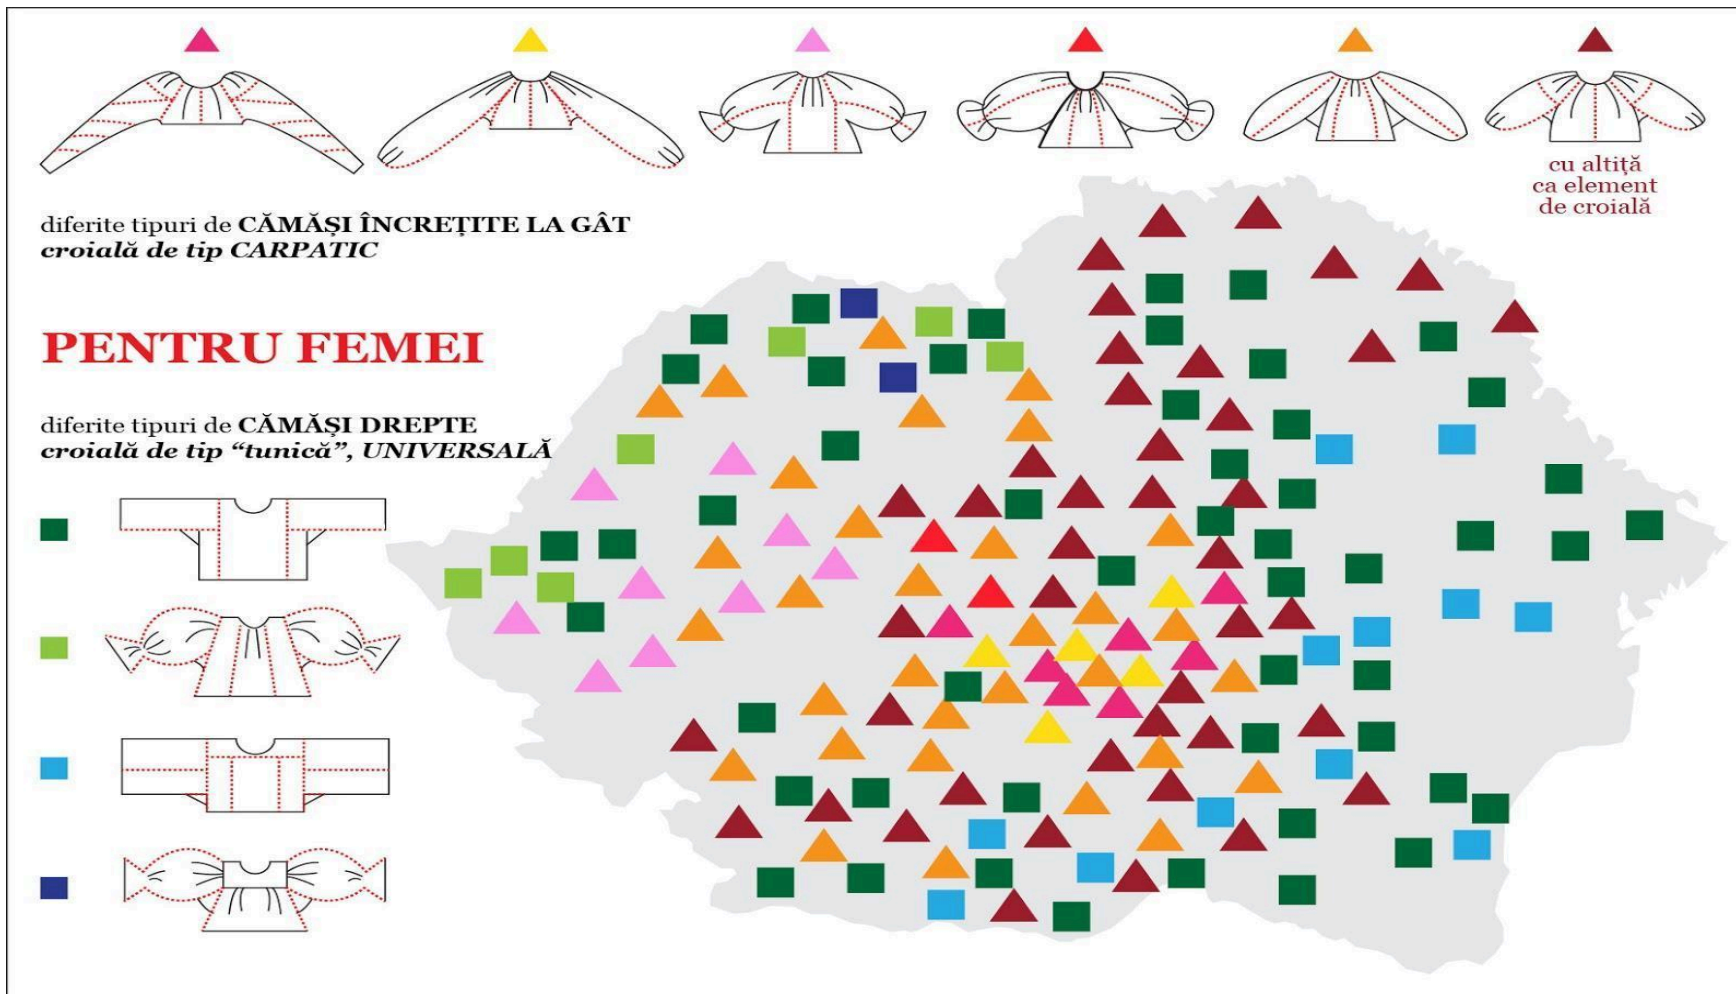 cu altiță
ca element
de croială
diferite tipuri de CĂMĂȘI ÎNCREȚITE LA GÂT
croială de tip CARPATIC
PENTRU FEMEI
diferite tipuri de CĂMĂȘI DREPTE
croială de tip “tunică”, UNIVERSALĂ